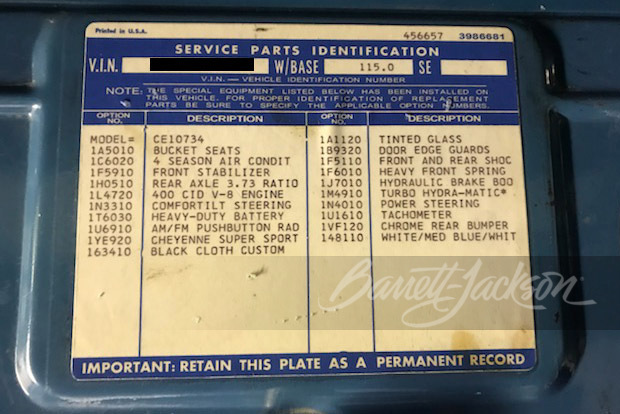 Printed in U.S.A.
456657 3986681
SERVICE PARTS IDENTIFICATION
V.I.N. W/BASE 115.0 SE
V.I.N. — VEHICLE IDENTIFICATION NUMBER
NOTE: THE SPECIAL EQUIPMENT LISTED BELOW HAS BEEN INSTALLED ON
THIS VEHICLE. FOR PROPER IDENTIFICATION OF REPLACEMENT
PARTS BE SURE TO SPECIFY THE APPLICABLE OPTION NUMBERS.
OPTION NO. DESCRIPTION OPTION NO. DESCRIPTION
MODEL= CE10734 1A1120 TINTED GLASS
1A5010 BUCKET SEATS 1B9320 DOOR EDGE GUARDS
1C6020 4 SEASON AIR CONDIT 1F5110 FRONT AND REAR SHOC
1F5910 FRONT STABILIZER 1F6010 HEAVY FRONT SPRING
1H0510 REAR AXLE 3.73 RATIO 1J7010 HYDRAULIC BRAKE BOO
1L4720 400 CID V-8 ENGINE 1M4910 TURBO HYDRA-MATIC*
1N3310 COMFORTILT STEERING 1N4010 POWER STEERING
1T6030 HEAVY-DUTY BATTERY 1U1610 TACHOMETER
1U6910 AM/FM PUSHBUTTON RAD 1VF120 CHROME REAR BUMPER
1YE920 CHEYENNE SUPER SPORT 148110 WHITE/MED BLUE/WHIT
163410 BLACK CLOTH CUSTOM
Barrett-Jackson
IMPORTANT: RETAIN THIS PLATE AS A PERMANENT RECORD